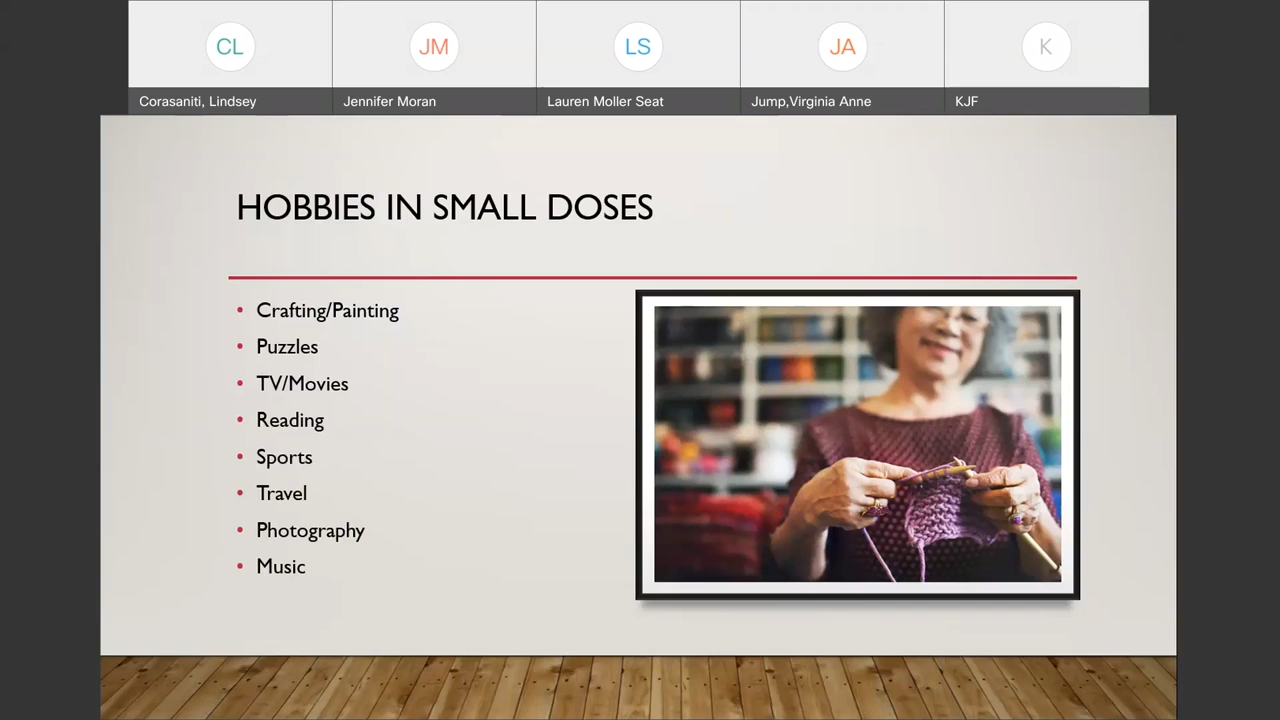 CL
JM
LS
JA
K
Corasaniti, Lindsey
Jennifer Moran
Lauren Moller Seat
Jump,Virginia Anne
KJF
HOBBIES IN SMALL DOSES
• Crafting/Painting
• Puzzles
• TV/Movies
• Reading
• Sports
• Travel
• Photography
• Music